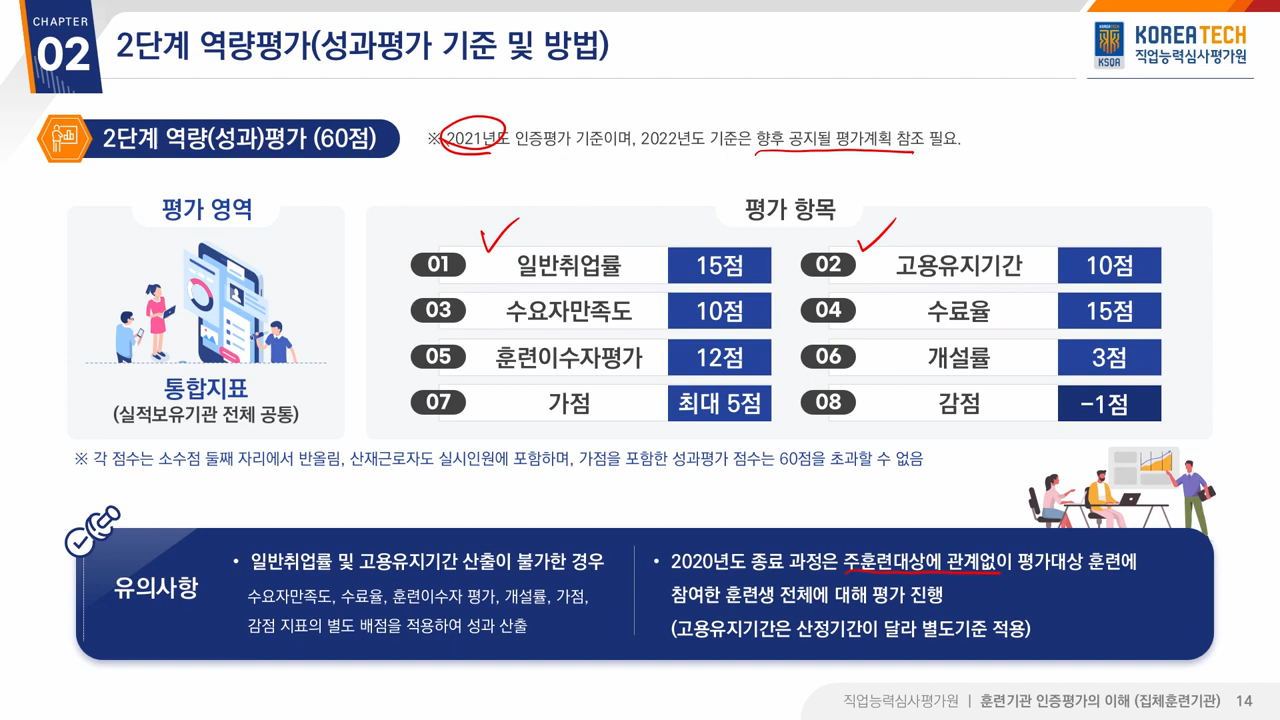 CHAPTER
02
2단계 역량평가(성과평가 기준 및 방법)
KSQA
KOREATECH
직업능력심사평가원
2단계 역량(성과)평가 (60점)
※ 2021년도 인증평가 기준이며, 2022년도 기준은 향후 공지될 평가계획 참조 필요.
평가 영역
통합지표
(실적보유기관 전체 공통)
평가 항목
01 일반취업률 15점
02 고용유지기간 10점
03 수요자만족도 10점
04 수료율 15점
05 훈련이수자평가 12점
06 개설률 3점
07 가점 최대 5점
08 감점 -1점
※ 각 점수는 소수점 둘째 자리에서 반올림, 산재근로자도 실시인원에 포함하며, 가점을 포함한 성과평가 점수는 60점을 초과할 수 없음
유의사항
• 일반취업률 및 고용유지기간 산출이 불가한 경우
수요자만족도, 수료율, 훈련이수자 평가, 개설률, 가점,
감점 지표의 별도 배점을 적용하여 성과 산출
• 2020년도 종료 과정은 주훈련대상에 관계없이 평가대상 훈련에
참여한 훈련생 전체에 대해 평가 진행
(고용유지기간은 산정기간이 달라 별도기준 적용)
직업능력심사평가원 | 훈련기관 인증평가의 이해 (집체훈련기관) 14